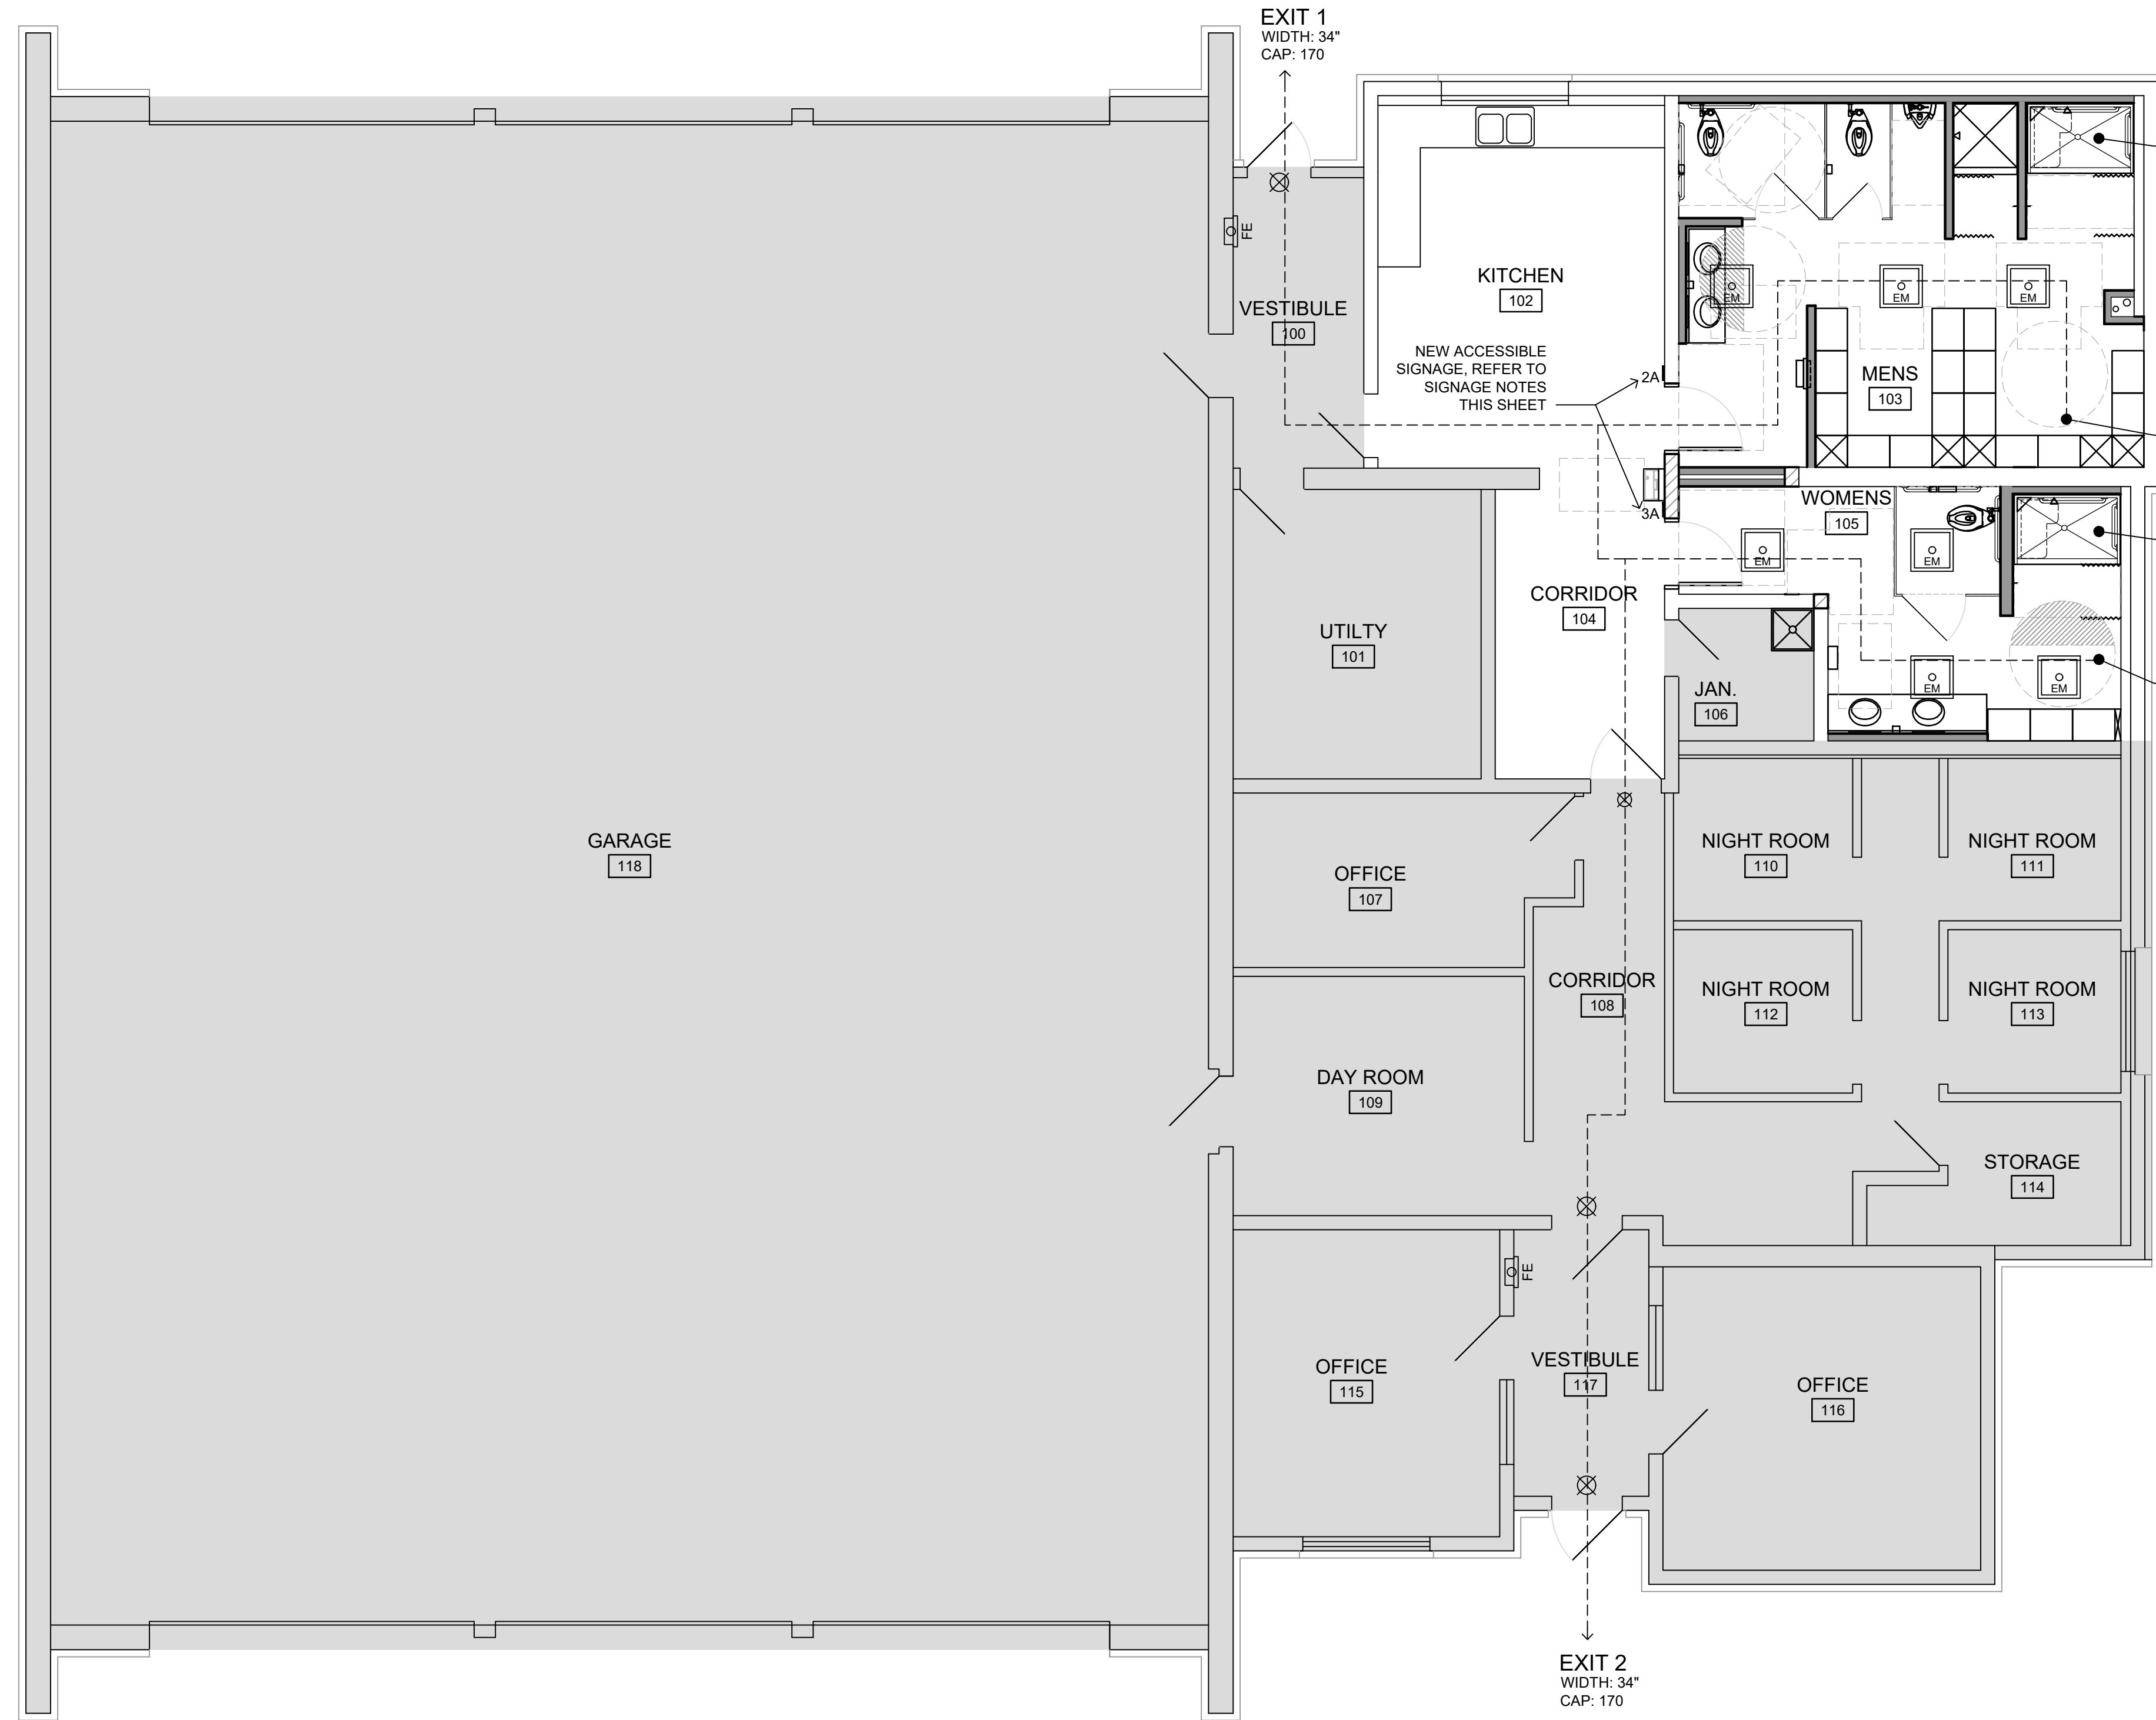 EXIT 1
WIDTH: 34"
CAP: 170
FE
VESTIBULE
100
KITCHEN
102
NEW ACCESSIBLE
SIGNAGE, REFER TO
SIGNAGE NOTES
THIS SHEET
2A
3A
EM
EM
EM
MENS
103
WOMENS
105
EM
EM
EM
EM
CORRIDOR
104
UTILTY
101
JAN.
106
GARAGE
118
OFFICE
107
NIGHT ROOM
110
NIGHT ROOM
111
CORRIDOR
108
NIGHT ROOM
112
NIGHT ROOM
113
DAY ROOM
109
STORAGE
114
FE
OFFICE
115
VESTIBULE
117
OFFICE
116
EXIT 2
WIDTH: 34"
CAP: 170